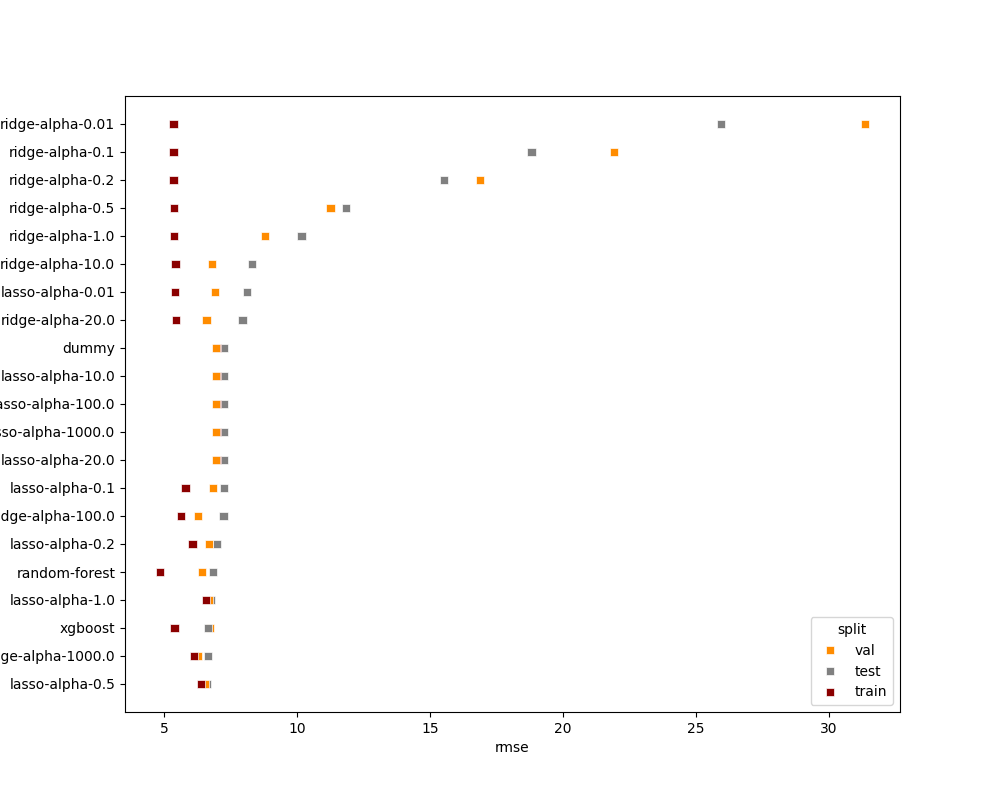 ridge-alpha-0.01
ridge-alpha-0.1
ridge-alpha-0.2
ridge-alpha-0.5
ridge-alpha-1.0
ridge-alpha-10.0
lasso-alpha-0.01
ridge-alpha-20.0
dummy
lasso-alpha-10.0
asso-alpha-100.0
sso-alpha-1000.0
lasso-alpha-20.0
lasso-alpha-0.1
dge-alpha-100.0
lasso-alpha-0.2
random-forest
lasso-alpha-1.0
xgboost
ge-alpha-1000.0
lasso-alpha-0.5
split
val
test
train
5 10 15 20 25 30
rmse